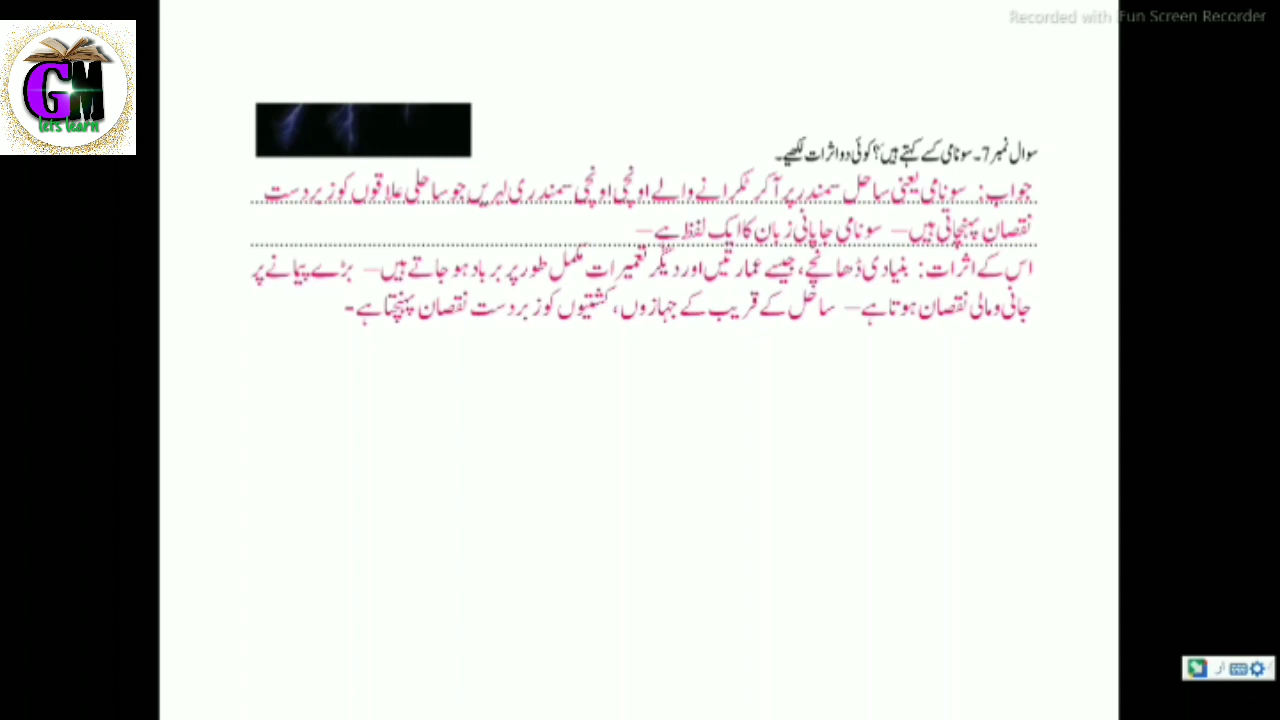 Recorded with Fun Screen Recorder
GM
lets learn
سوال نمبر 7۔ سونامی کسے کہتے ہیں؟ کوئی دو اثرات لکھیے۔
جواب: سونامی یعنی ساحل سمندر پر آ کر ٹکرانے والے اونچی اونچی سمندری لہریں جو ساحلی علاقوں کو زبردست
نقصان پہنچاتی ہیں– سونامی جاپانی زبان کا ایک لفظ ہے–
اس کے اثرات: بنیادی ڈھانچے، جیسے عمارتیں اور دیگر تعمیرات مکمل طور پر برباد ہو جاتے ہیں– بڑے پیمانے پر
جانی و مالی نقصان ہوتا ہے– ساحل کے قریب کے جہازوں، کشتیوں کو زبردست نقصان پہنچتا ہے-